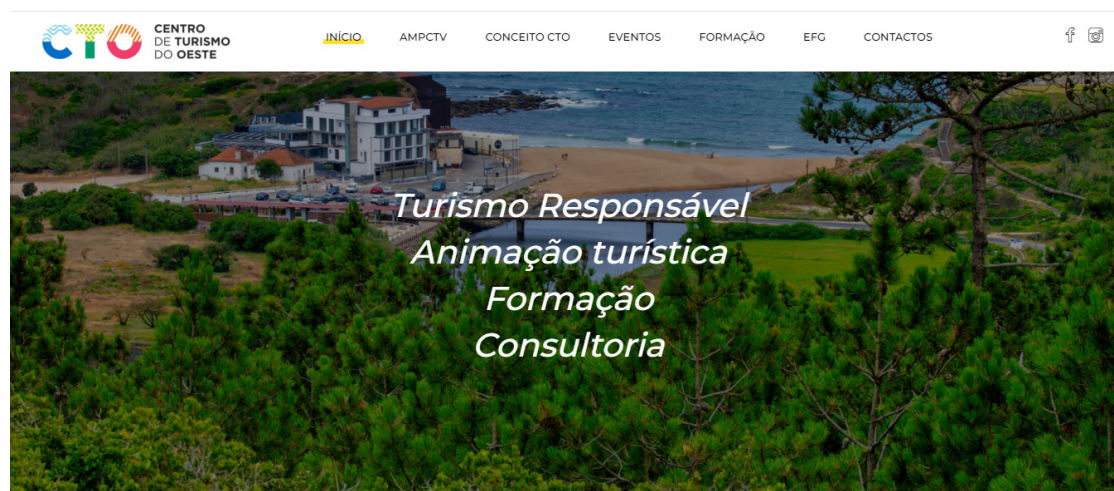 CTO
CENTRO
DE TURISMO
DO OESTE
INÍCIO
AMPCTV
CONCEITO CTO
EVENTOS
FORMAÇÃO
EFG
CONTACTOS
Turismo Responsável
Animação turística
Formação
Consultoria